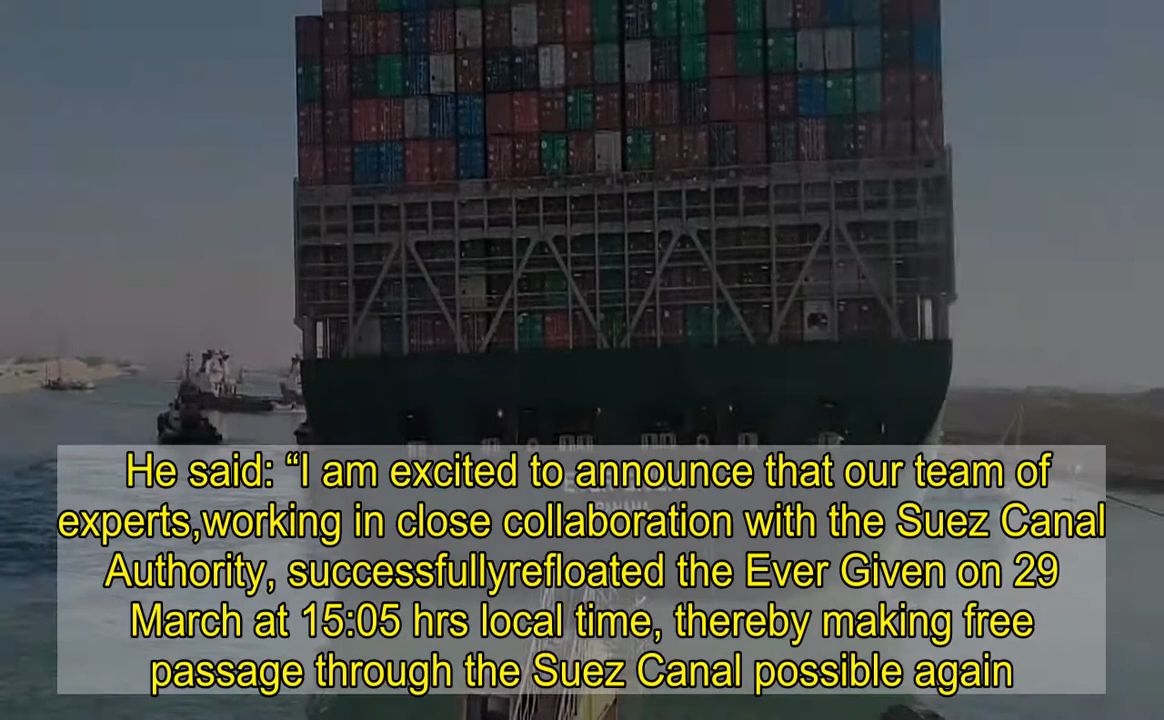 He said: “I am excited to announce that our team of
experts,working in close collaboration with the Suez Canal
Authority, successfullyrefloated the Ever Given on 29
March at 15:05 hrs local time, thereby making free
passage through the Suez Canal possible again